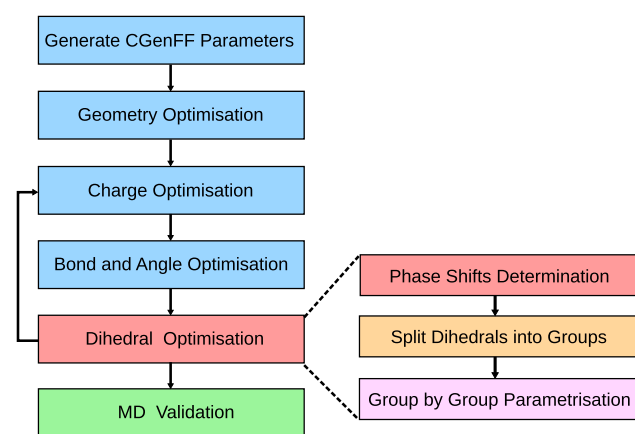 Generate CGenFF Parameters
Geometry Optimisation
Charge Optimisation
Bond and Angle Optimisation
Dihedral Optimisation
MD Validation
Phase Shifts Determination
Split Dihedrals into Groups
Group by Group Parametrisation